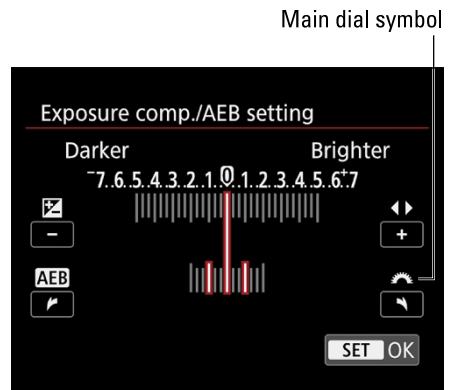 Main dial symbol
Exposure comp./AEB setting
Darker Brighter
-7..6..5..4..3..2..1..0..1..2..3..4..5..6.+7
- +
AEB
SET OK